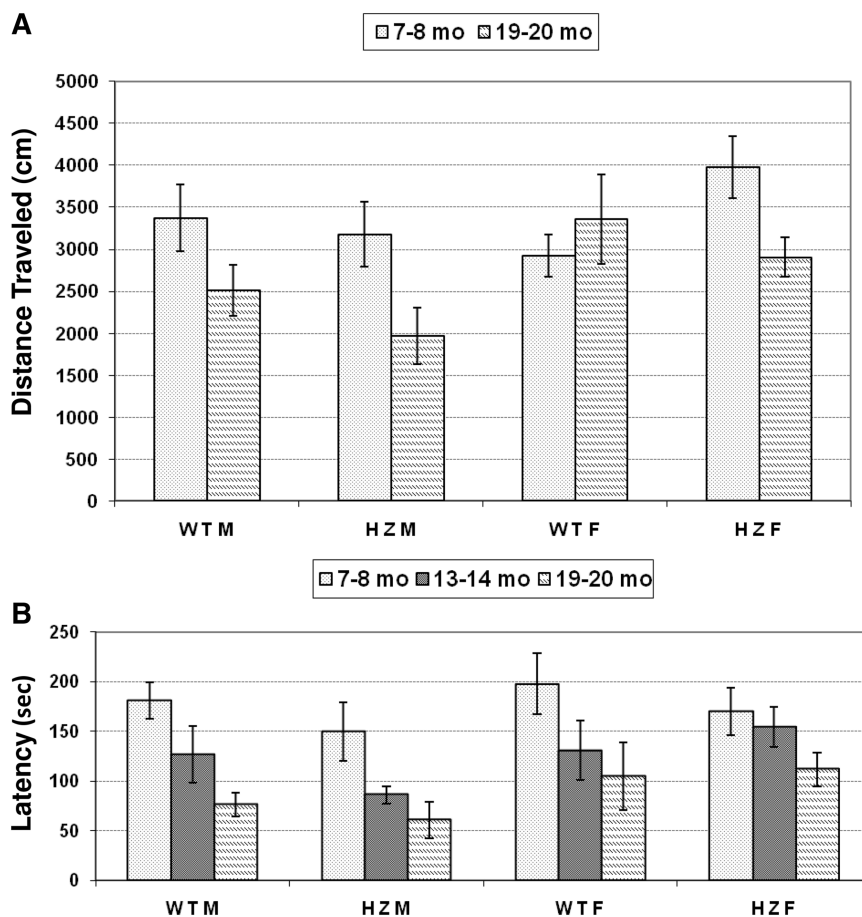 A
7-8 mo 19-20 mo
Distance Traveled (cm)
5000
4500
4000
3500
3000
2500
2000
1500
1000
500
0
WTM HZM WTF HZF
B
7-8 mo 13-14 mo 19-20 mo
Latency (sec)
250
200
150
100
50
0
WTM HZM WTF HZF